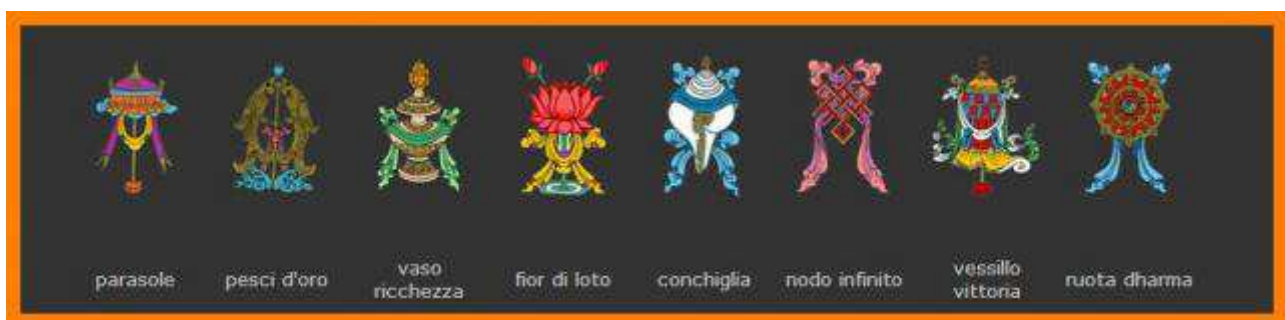 parasole
pesci d'oro
vaso
ricchezza
fior di loto
conchiglia
nodo infinito
vessillo
vittoria
ruota dharma